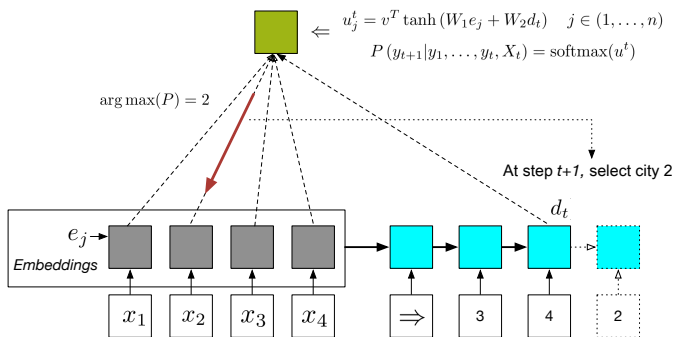 ⇐ u_j^t = v^T tanh (W_1 e_j + W_2 d_t)   j ∈ (1, . . . , n)
P (y_{t+1}|y_1, . . . , y_t, X_t) = softmax(u^t)
arg max(P) = 2
At step t+1, select city 2
e_j
d_t
Embeddings
x_1 x_2 x_3 x_4 ⇒ 3 4 2